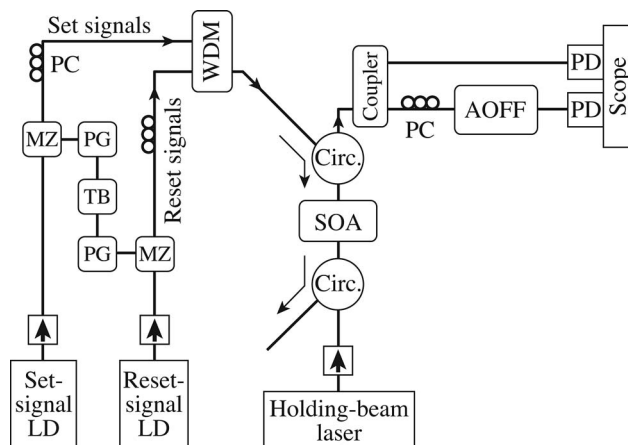 Set signals
PC
WDM
Reset signals
MZ
PG
TB
PG
MZ
Set-
signal
LD
Reset-
signal
LD
Circ.
SOA
Circ.
Holding-beam
laser
Coupler
PC
AOFF
PD
PD
Scope